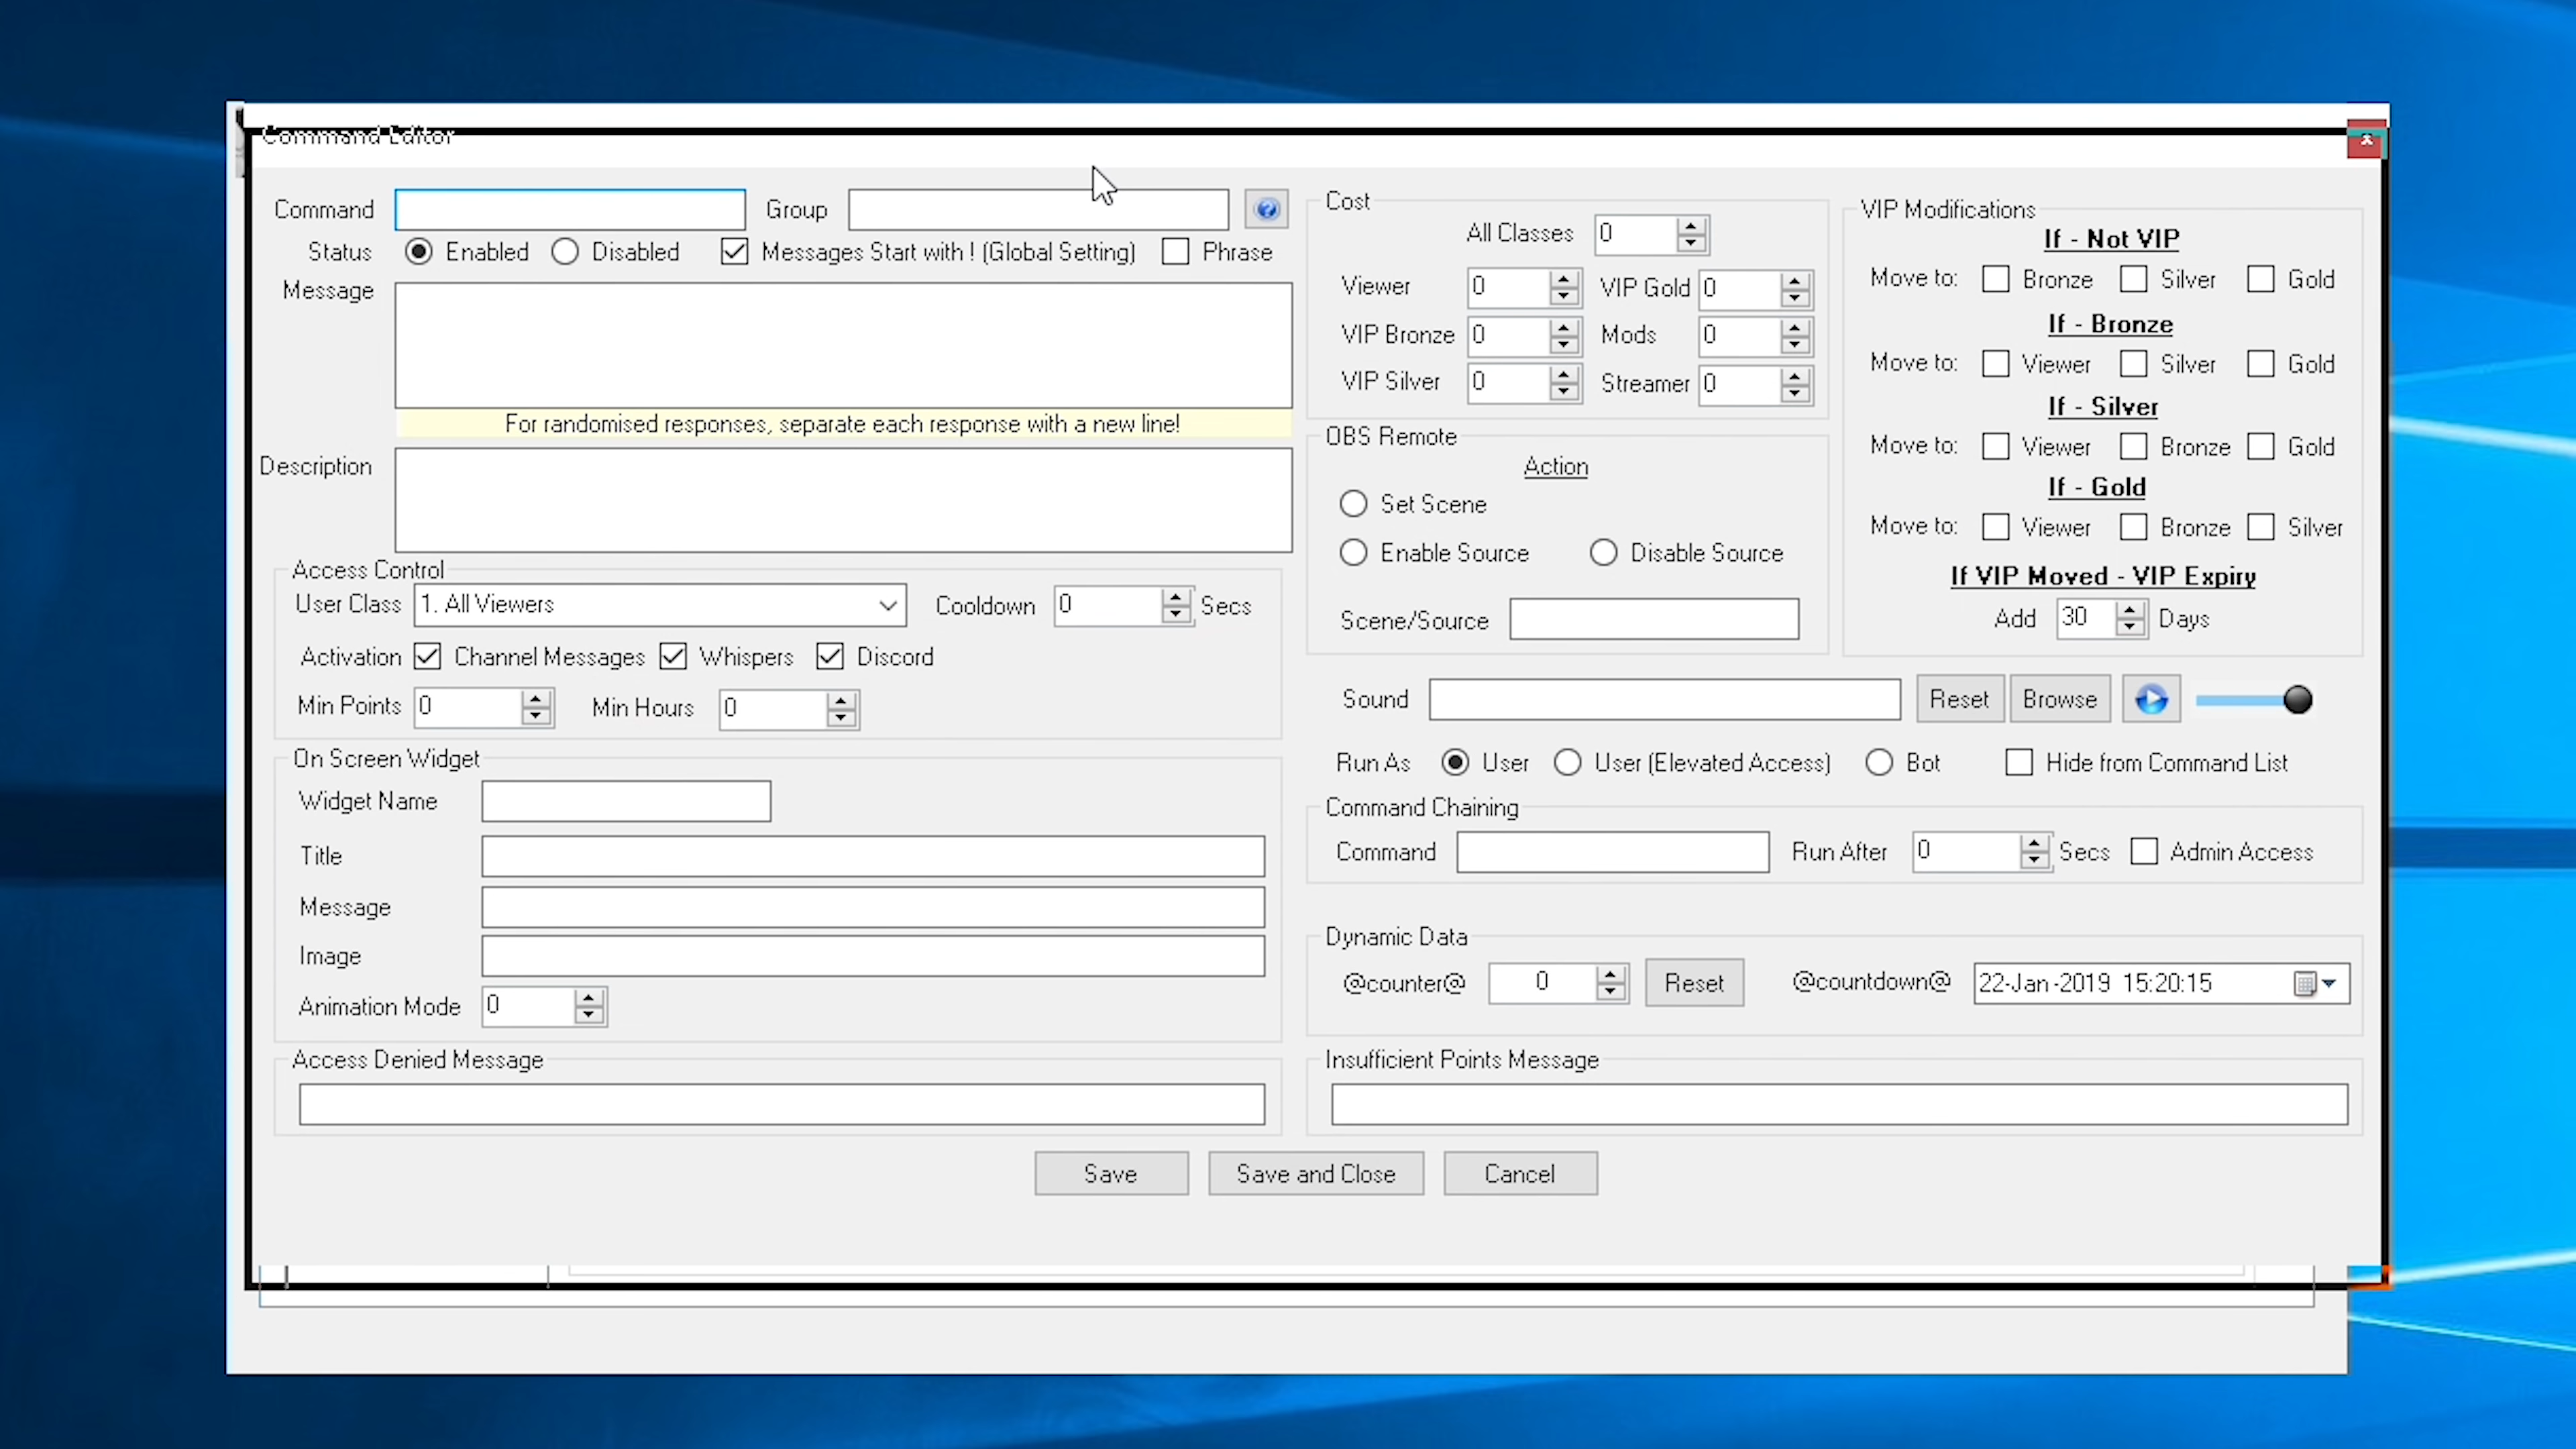 Command Editor
Command
Group
Status Enabled Disabled Messages Start with ! (Global Setting) Phrase
Message
For randomised responses, separate each response with a new line!
Description
Access Control
User Class 1. All Viewers Cooldown 0 Secs
Activation Channel Messages Whispers Discord
Min Points 0 Min Hours 0
On Screen Widget
Widget Name
Title
Message
Image
Animation Mode 0
Access Denied Message
Cost
All Classes 0
Viewer 0 VIP Gold 0
VIP Bronze 0 Mods 0
VIP Silver 0 Streamer 0
OBS Remote
Action
Set Scene
Enable Source Disable Source
Scene/Source
VIP Modifications
If - Not VIP
Move to: Bronze Silver Gold
If - Bronze
Move to: Viewer Silver Gold
If - Silver
Move to: Viewer Bronze Gold
If - Gold
Move to: Viewer Bronze Silver
If VIP Moved - VIP Expiry
Add 30 Days
Sound Reset Browse
Run As User User (Elevated Access) Bot Hide from Command List
Command Chaining
Command Run After 0 Secs Admin Access
Dynamic Data
@counter@ 0 Reset @countdown@ 22-Jan-2019 15:20:15
Insufficient Points Message
Save Save and Close Cancel